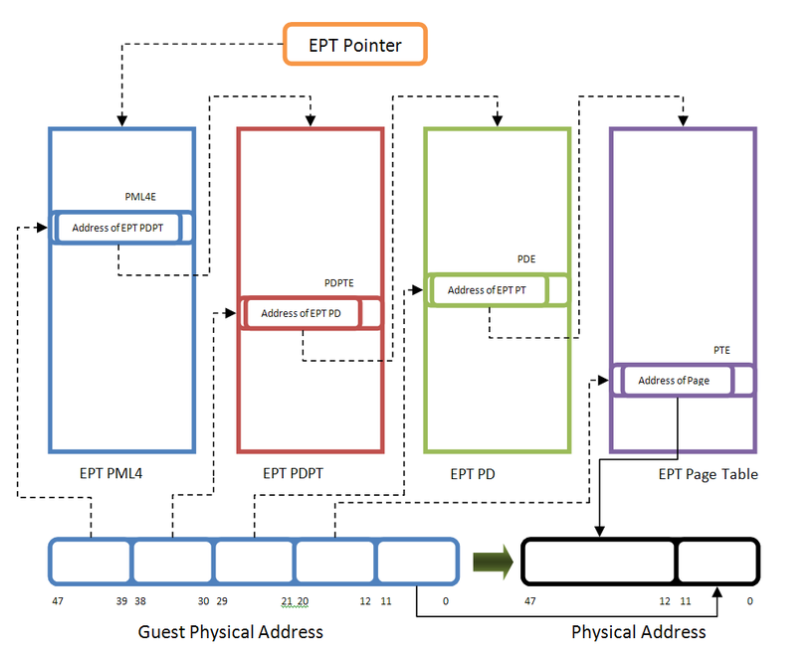 EPT Pointer
PML4E
Address of EPT PDPT
PDE
Address of EPT PT
PDPTE
Address of EPT PD
PTE
Address of Page
EPT PML4
EPT PDPT
EPT PD
EPT Page Table
47 39 38 30 29 21 20 12 11 0
47 12 11 0
Guest Physical Address
Physical Address